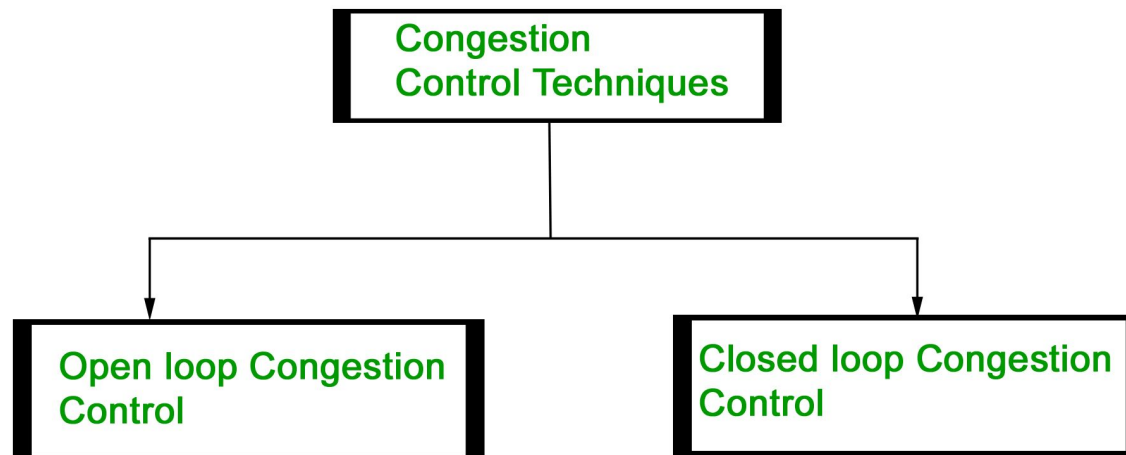 Congestion
Control Techniques
Open loop Congestion
Control
Closed loop Congestion
Control